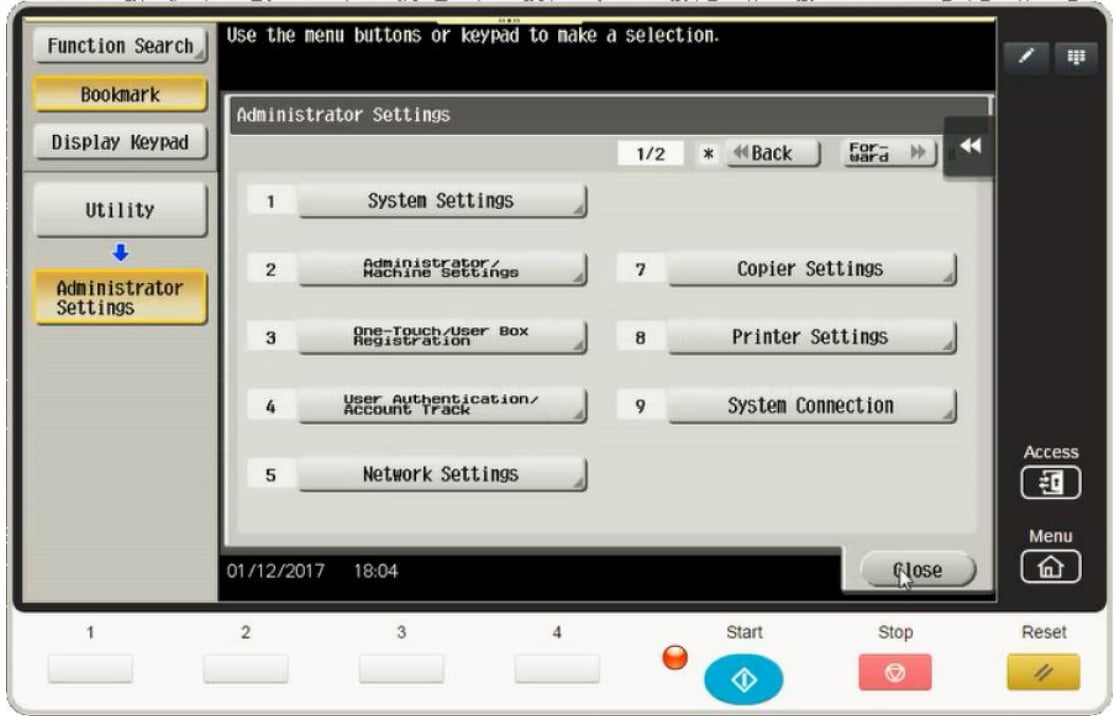 Function Search
Use the menu buttons or keypad to make a selection.
Bookmark
Administrator Settings
Display Keypad
1/2
*
Back
For-
ward
Utility
1
System Settings
2
Administrator/
Machine Settings
7
Copier Settings
Administrator
Settings
3
One-Touch/User Box
Registration
8
Printer Settings
4
User Authentication/
Account Track
9
System Connection
5
Network Settings
Access
Menu
01/12/2017 18:04
Close
1
2
3
4
Start
Stop
Reset